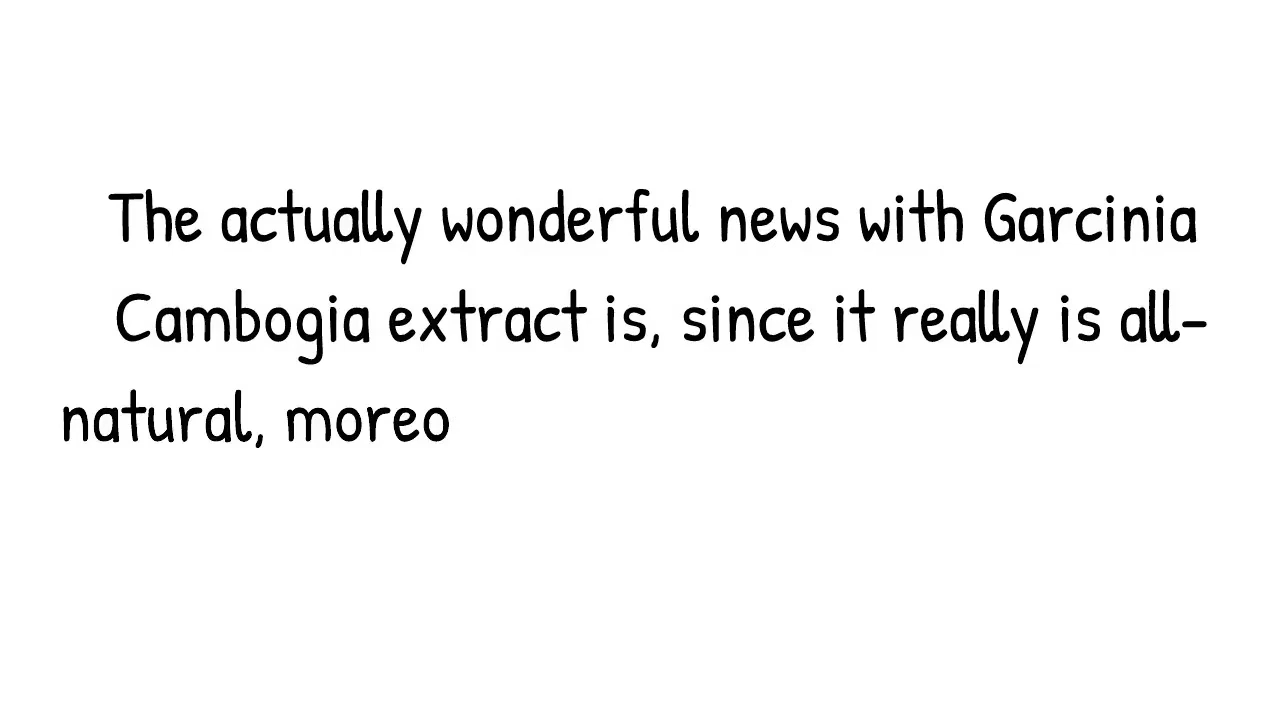 The actually wonderful news with Garcinia
Cambogia extract is, since it really is all-
natural, moreo